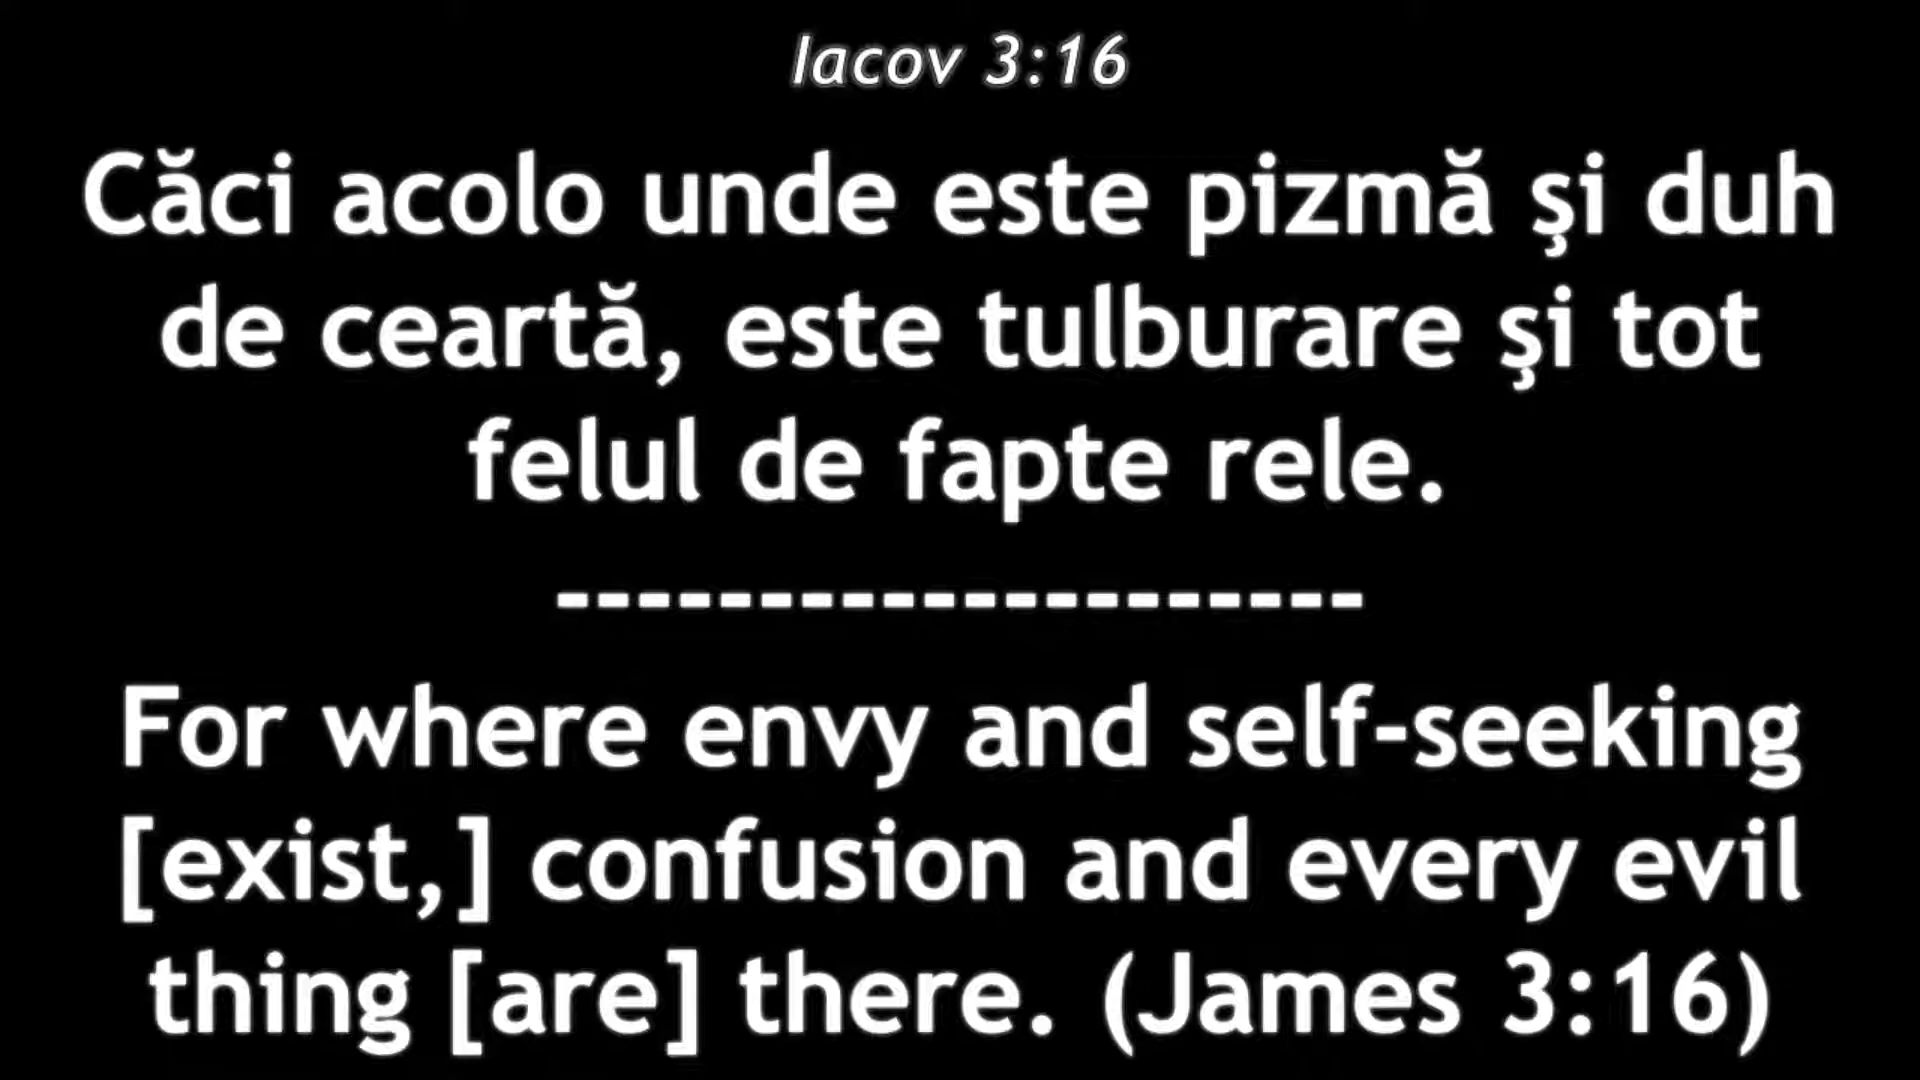 Iacov 3:16
Căci acolo unde este pizmă şi duh
de ceartă, este tulburare şi tot
felul de fapte rele.
--------------------
For where envy and self-seeking
[exist,] confusion and every evil
thing [are] there. (James 3:16)